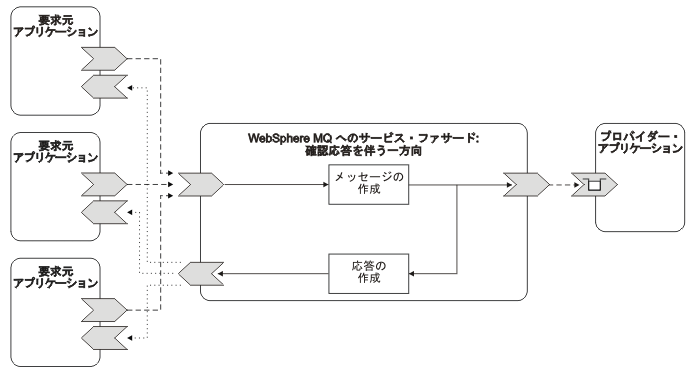 要求元
アプリケーション
要求元
アプリケーション
要求元
アプリケーション
WebSphere MQ へのサービス・ファサード:
確認応答を伴う一方向
メッセージの
作成
応答の
作成
プロバイダー・
アプリケーション